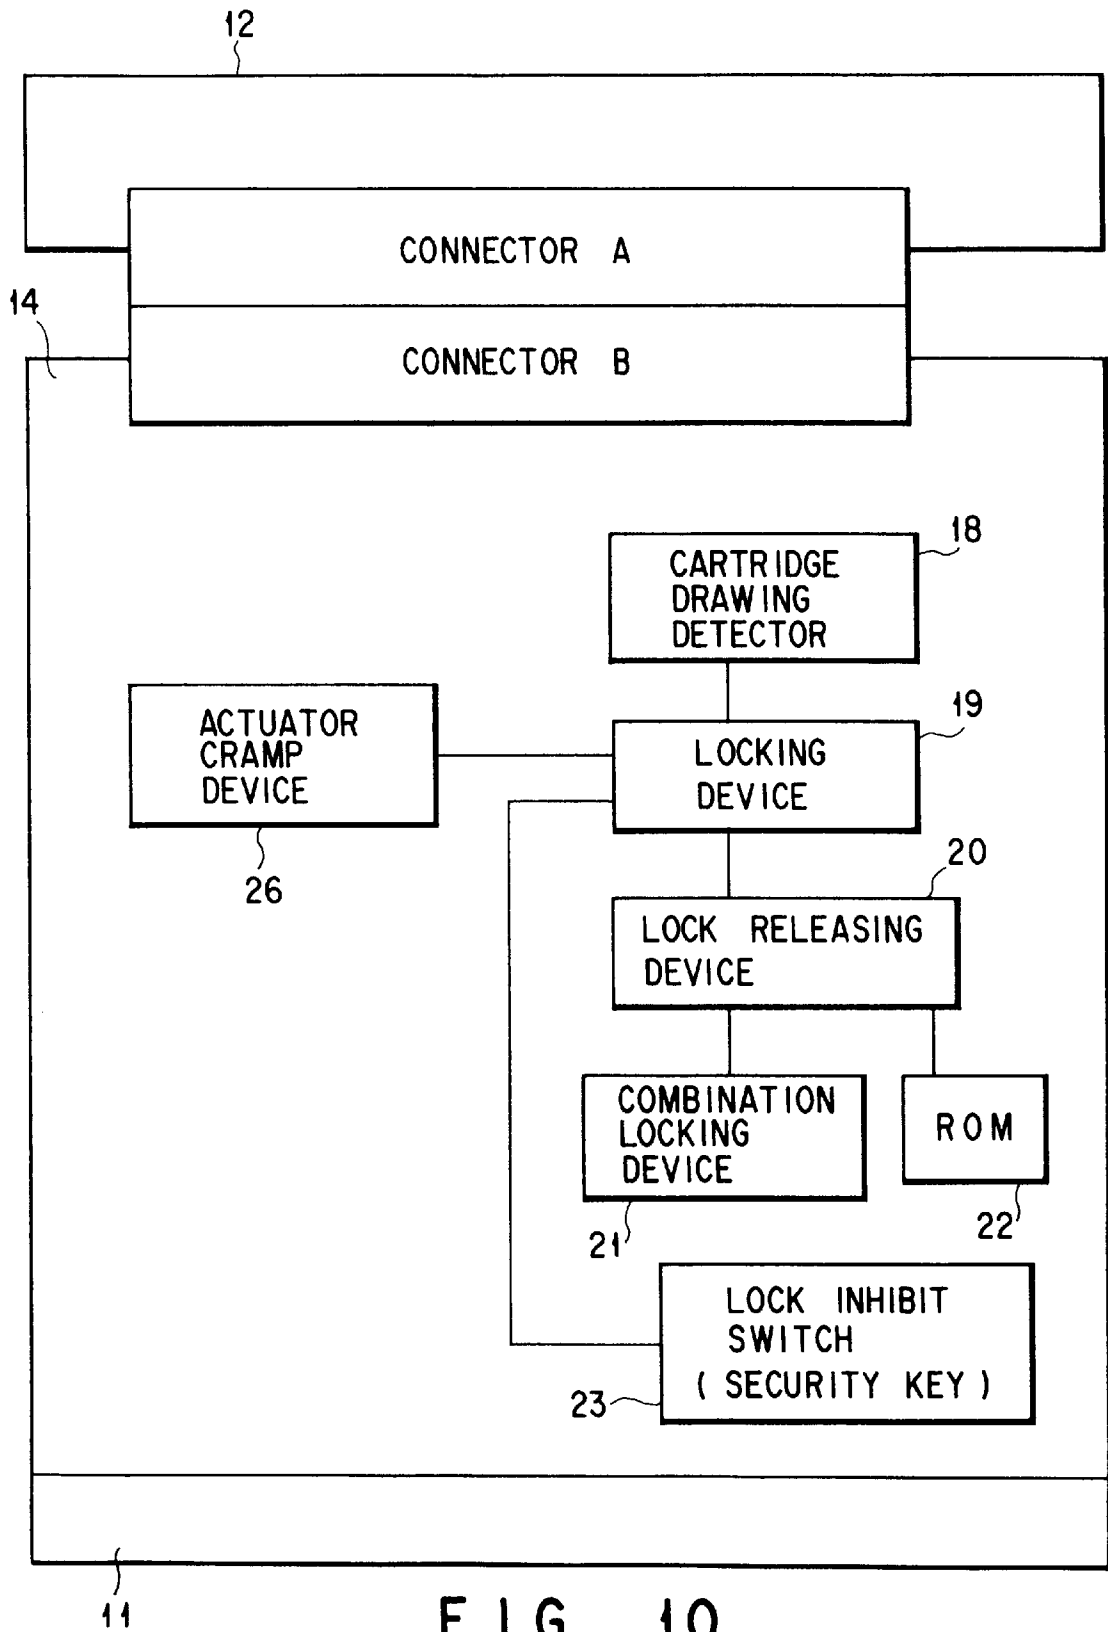 12
CONNECTOR A
14
CONNECTOR B
18
CARTRIDGE
DRAWING
DETECTOR
19
ACTUATOR
CRAMP
DEVICE
LOCKING
DEVICE
26
20
LOCK RELEASING
DEVICE
COMBINATION
LOCKING
DEVICE
ROM
21
22
LOCK INHIBIT
SWITCH
( SECURITY KEY )
23
11
FIG. 10